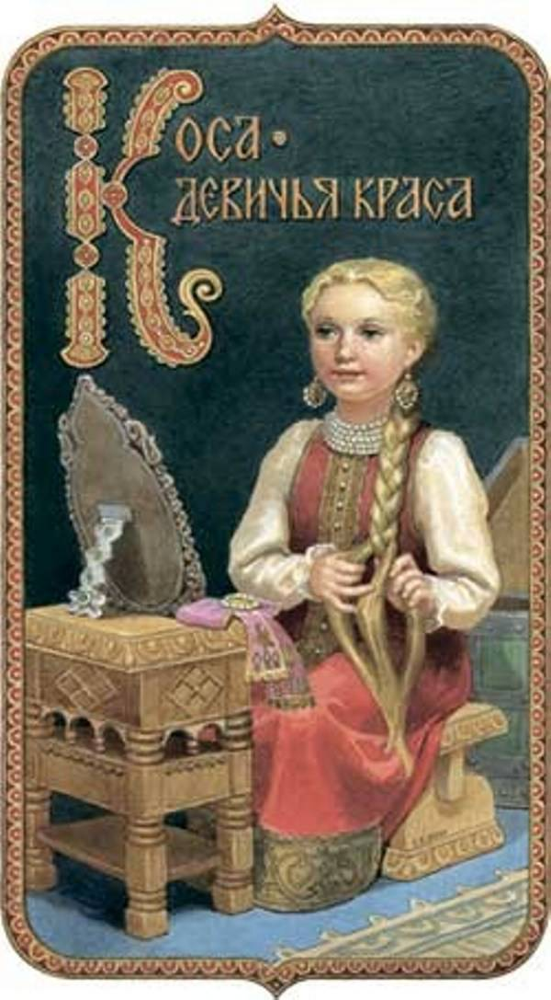 Коса •
девичья краса